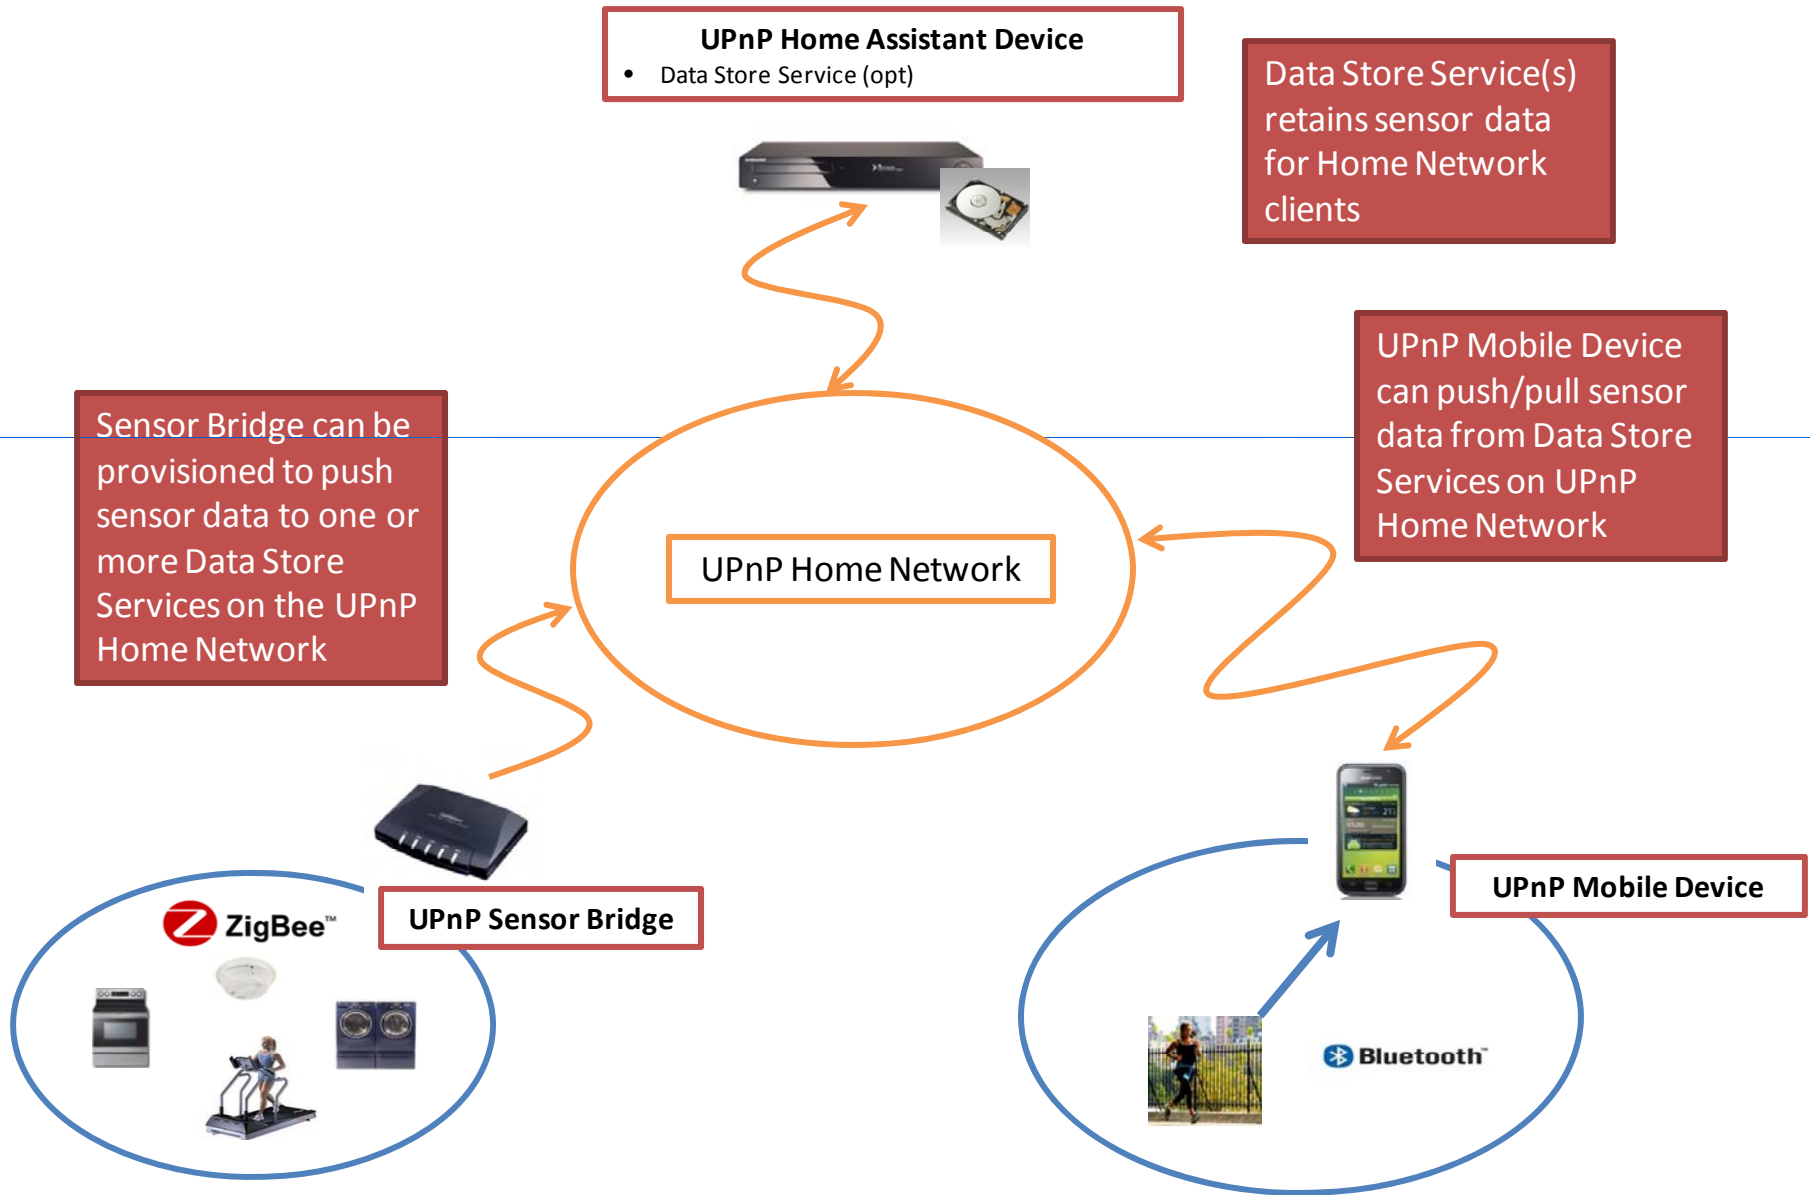 UPnP Home Assistant Device
• Data Store Service (opt)
Data Store Service(s)
retains sensor data
for Home Network
clients
UPnP Mobile Device
can push/pull sensor
data from Data Store
Services on UPnP
Home Network
Sensor Bridge can be
provisioned to push
sensor data to one or
more Data Store
Services on the UPnP
Home Network
UPnP Home Network
UPnP Sensor Bridge
ZigBee™
UPnP Mobile Device
Bluetooth™